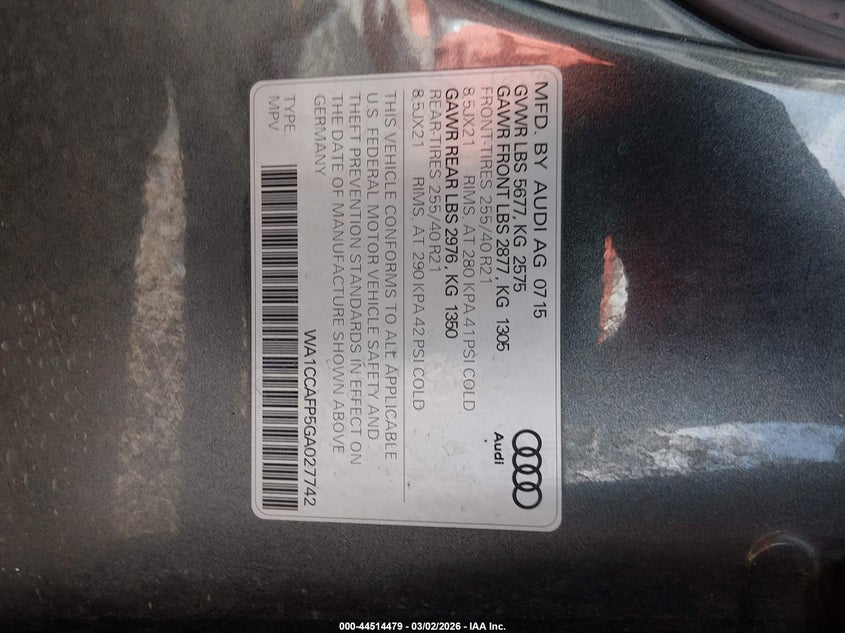 MFD. BY AUDI AG 07 15
GVWR LBS 5677, KG 2575
GAWR FRONT LBS 2877, KG 1305
FRONT-TIRES 255/40 R21
8.5JX21 RIMS, AT 280 KPA 41 PSI COLD
GAWR REAR LBS 2976, KG 1350
REAR-TIRES 255/40 R21
8.5JX21 RIMS, AT 290 KPA 42 PSI COLD
Audi
THIS VEHICLE CONFORMS TO ALL APPLICABLE
U.S. FEDERAL MOTOR VEHICLE SAFETY AND
THEFT PREVENTION STANDARDS IN EFFECT ON
THE DATE OF MANUFACTURE SHOWN ABOVE
GERMANY
WA1CCAFP5GA027742
TYPE
MPV
000-44514479 - 03/02/2026 - IAA Inc.